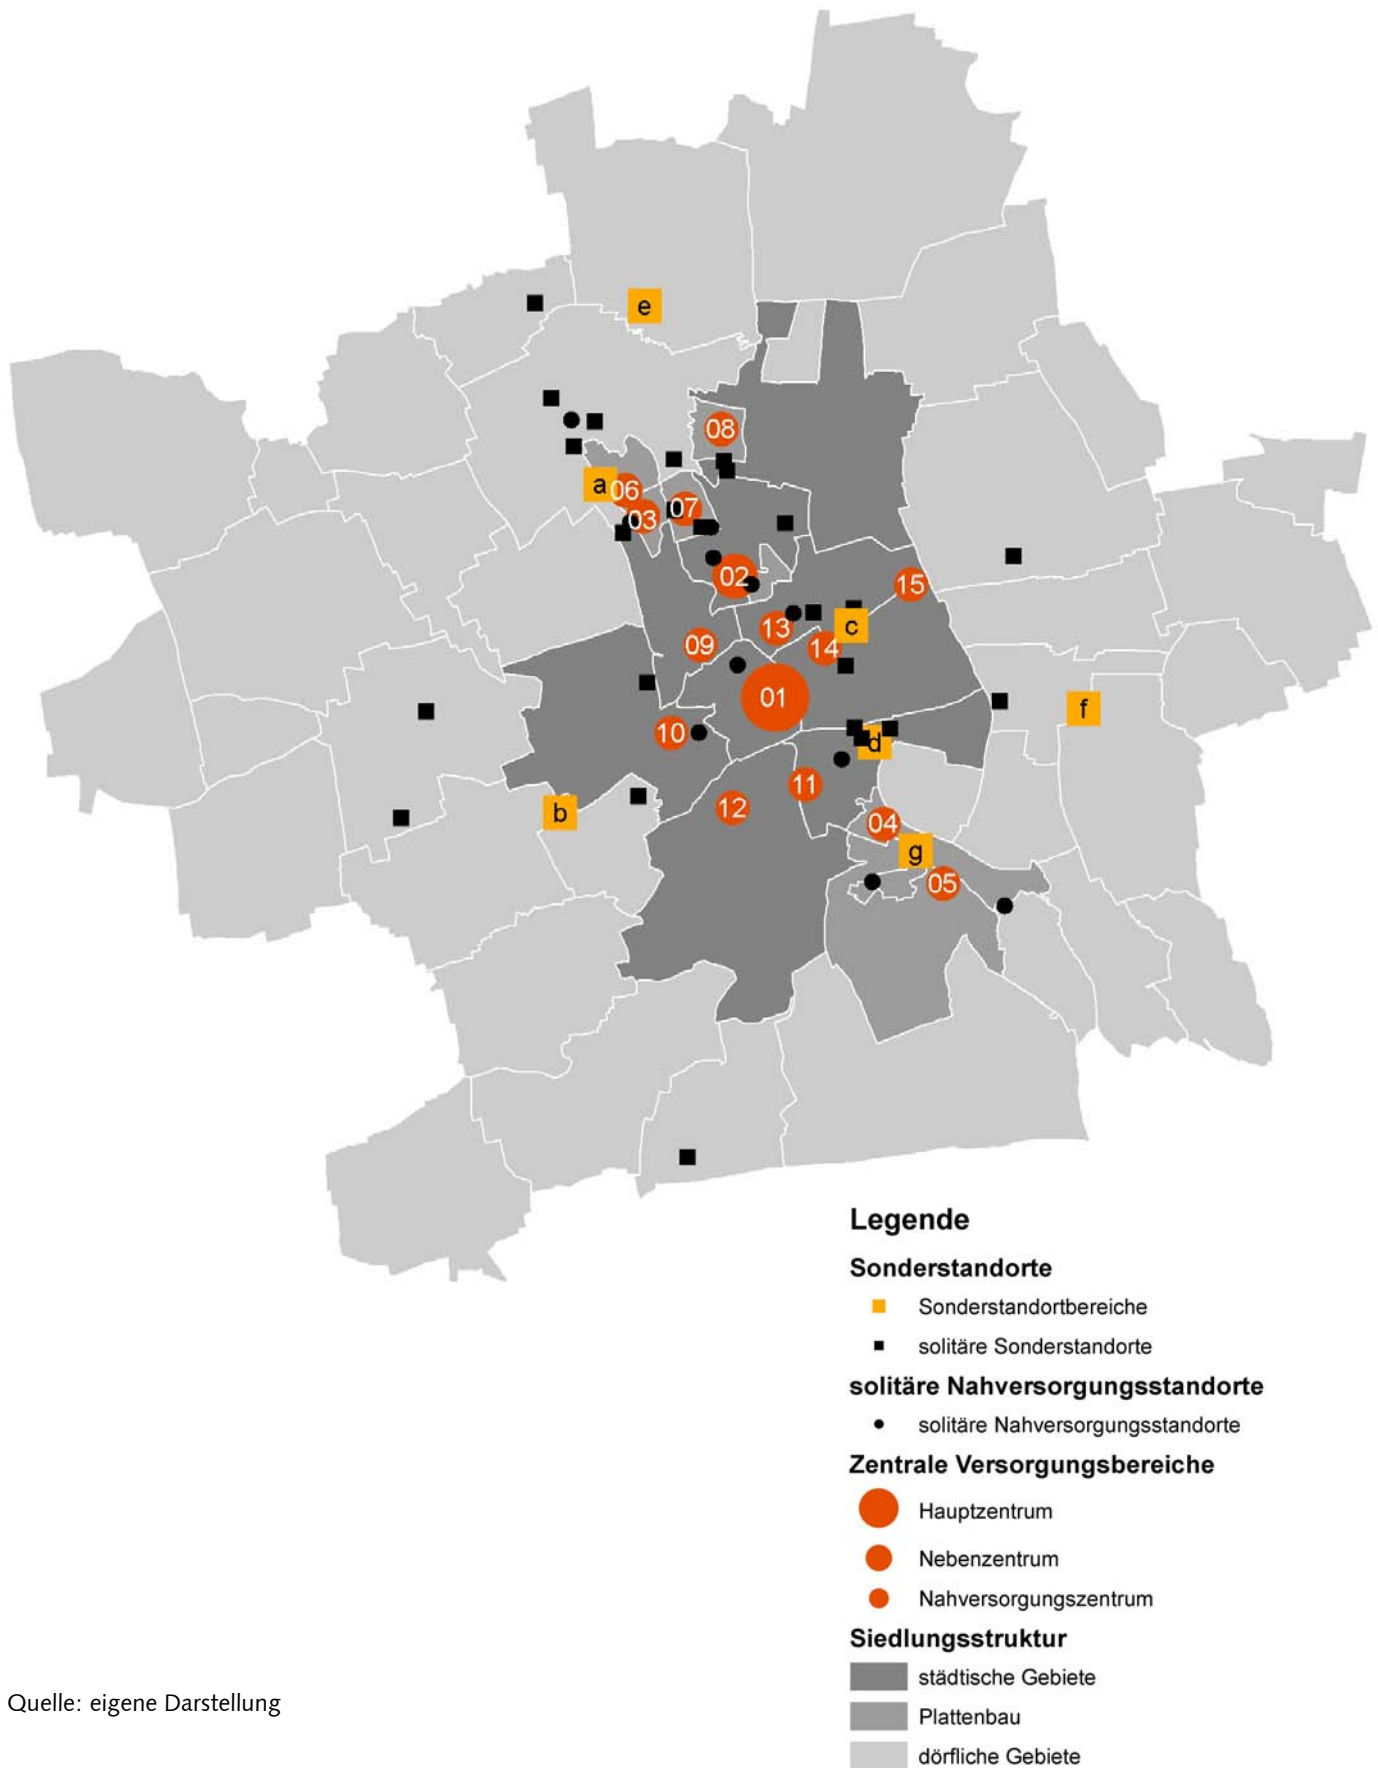 e
08
a
06
07
03
02
15
13
c
14
09
01
f
10
d
11
b
12
04
g
05
Legende
Sonderstandorte
Sonderstandortbereiche
solitäre Sonderstandorte
solitäre Nahversorgungsstandorte
solitäre Nahversorgungsstandorte
Zentrale Versorgungsbereiche
Hauptzentrum
Nebenzentrum
Nahversorgungszentrum
Siedlungsstruktur
städtische Gebiete
Quelle: eigene Darstellung
Plattenbau
dörfliche Gebiete